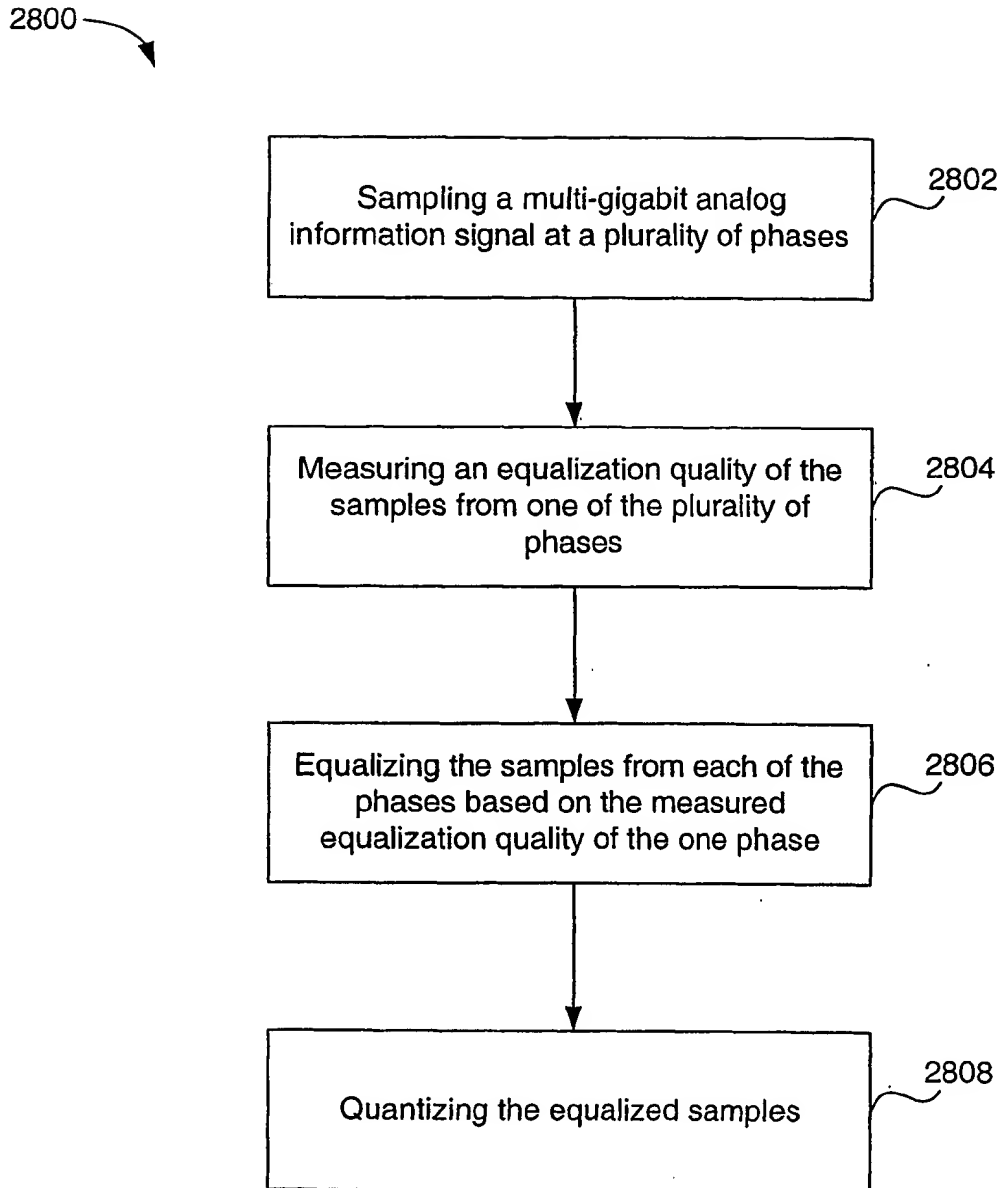 2800
Sampling a multi-gigabit analog
information signal at a plurality of phases
2802
Measuring an equalization quality of the
samples from one of the plurality of
phases
2804
Equalizing the samples from each of the
phases based on the measured
equalization quality of the one phase
2806
Quantizing the equalized samples
2808